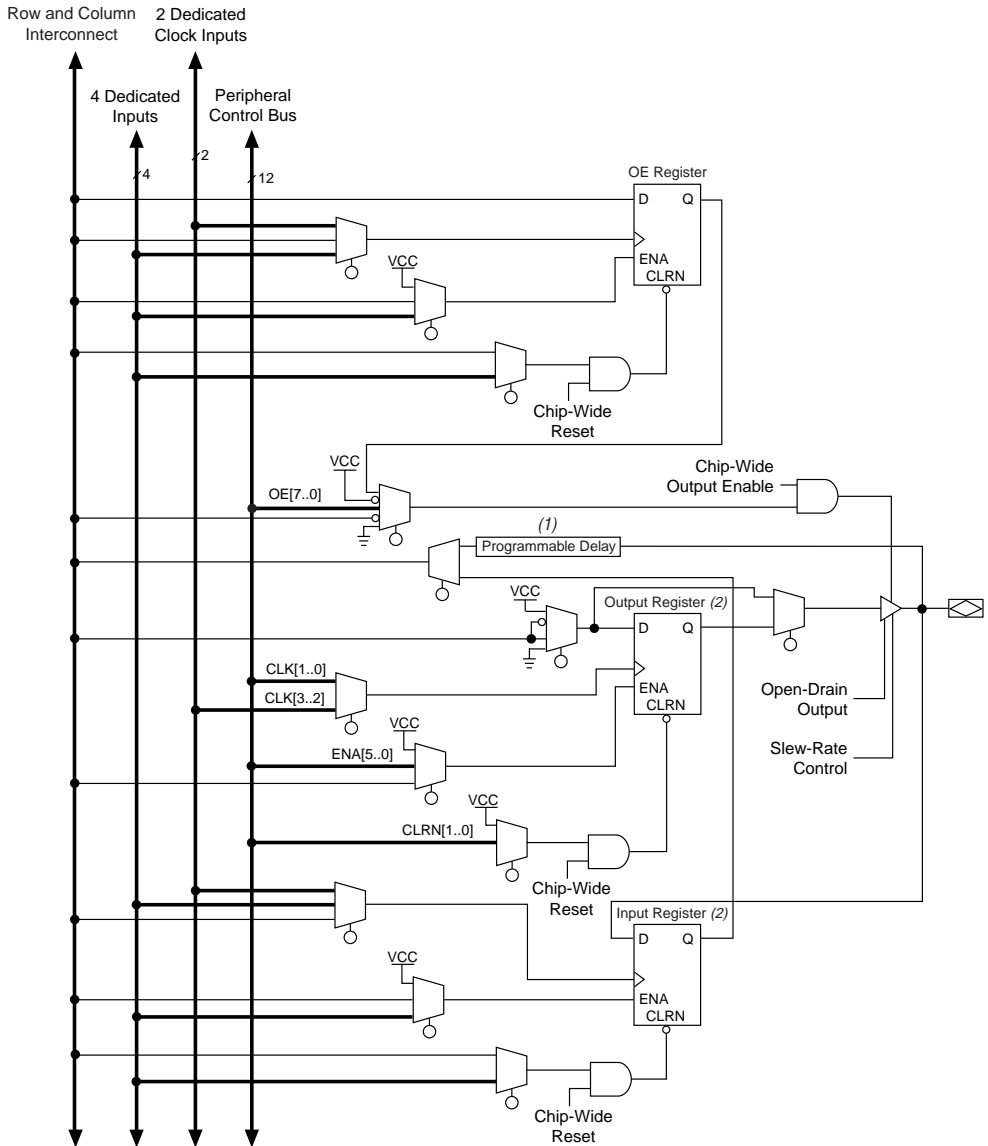 Row and Column
Interconnect
2 Dedicated
Clock Inputs
4 Dedicated
Inputs
Peripheral
Control Bus
2
4
12
OE Register
D Q
ENA
CLRN
VCC
Chip-Wide
Reset
VCC
OE[7..0]
Chip-Wide
Output Enable
(1)
Programmable Delay
VCC
Output Register (2)
D Q
ENA
CLRN
CLK[1..0]
CLK[3..2]
VCC
ENA[5..0]
Open-Drain
Output
Slew-Rate
Control
VCC
CLRN[1..0]
Chip-Wide
Reset
Input Register (2)
D Q
ENA
CLRN
VCC
Chip-Wide
Reset